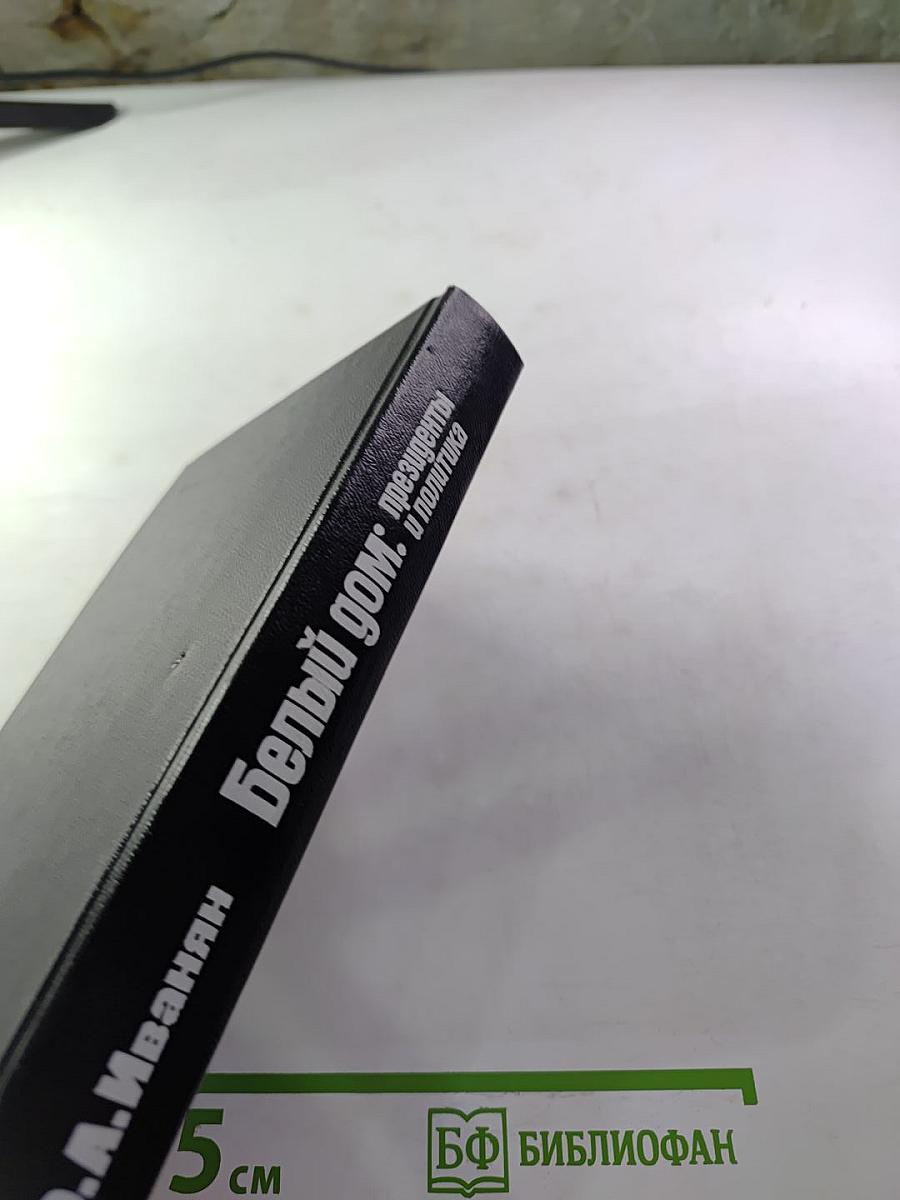 Э.А.Иванян
Белый дом:
президенты
и политика
5 см
БФ БИБЛИОФАН